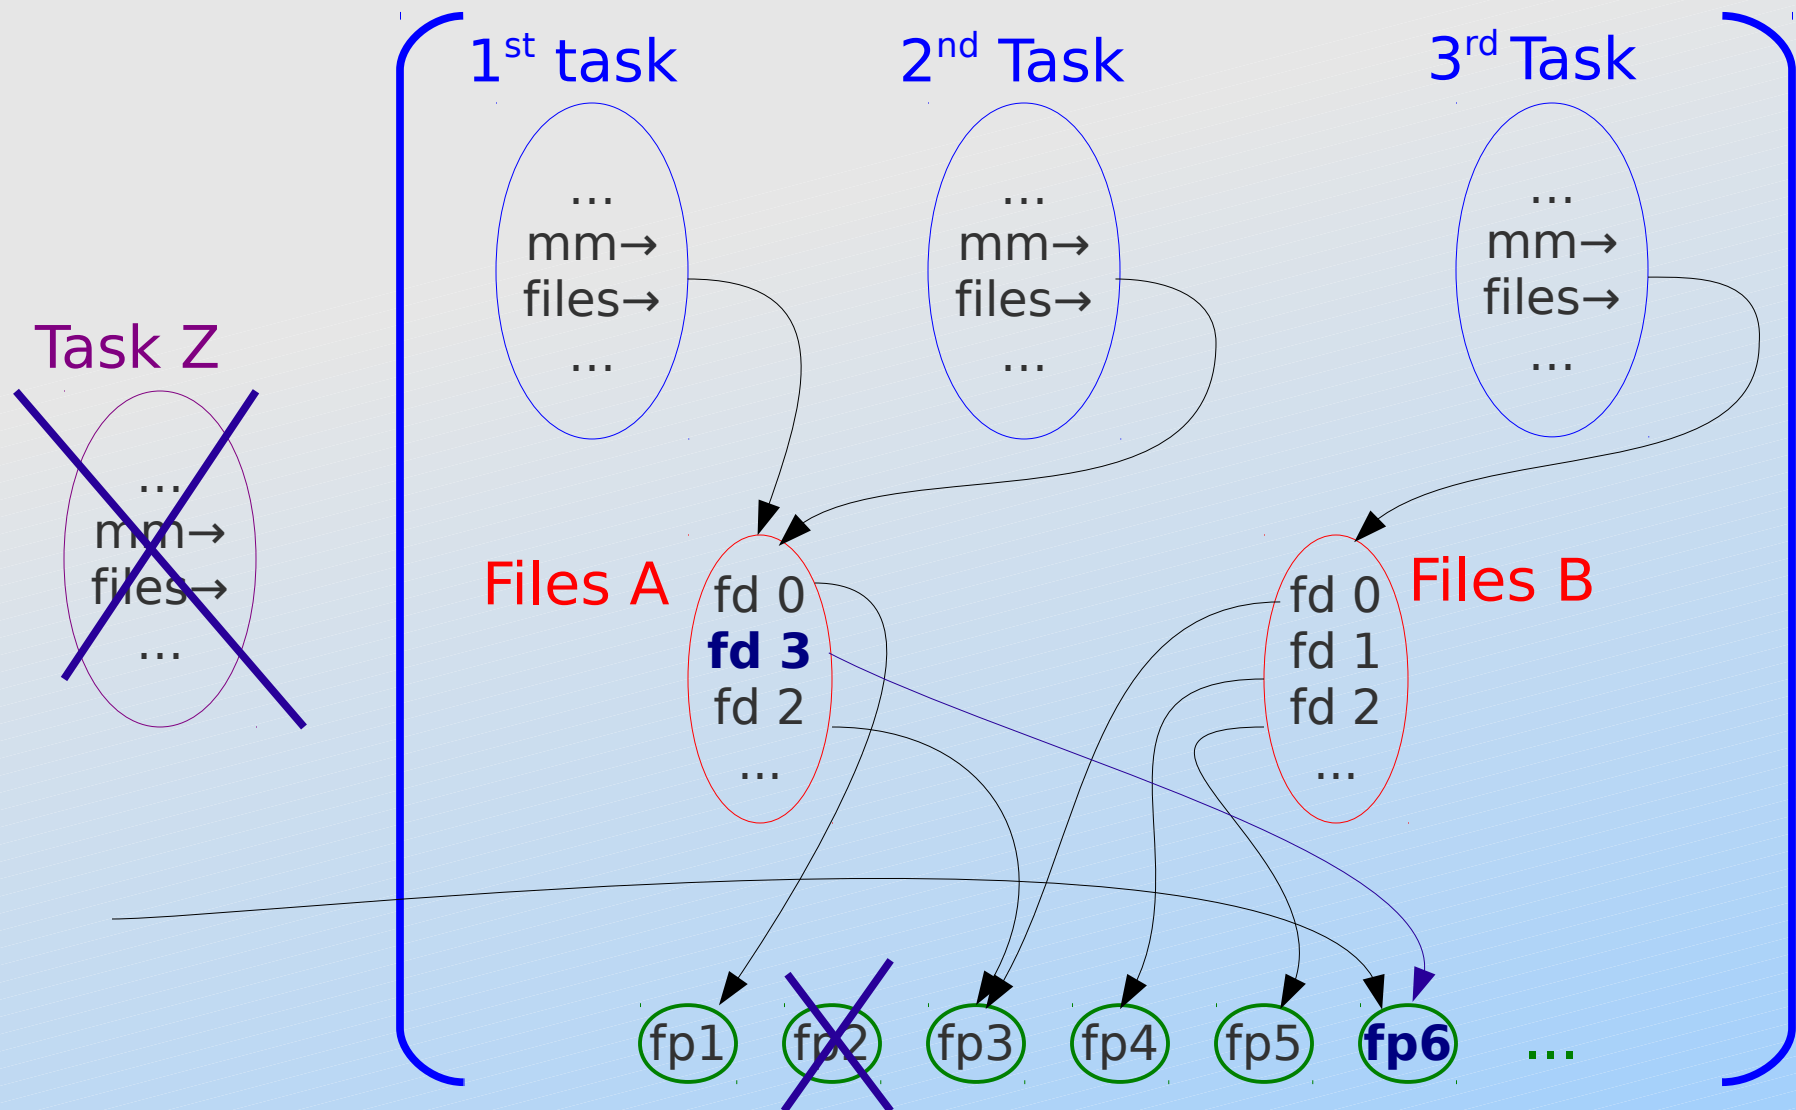 1st task
2nd Task
3rd Task
...
mm→
files→
...
...
mm→
files→
...
...
mm→
files→
...
Task Z
...
mm→
files→
...
Files A
fd 0
fd 3
fd 2
...
Files B
fd 0
fd 1
fd 2
...
fp1
fp2
fp3
fp4
fp5
fp6
...